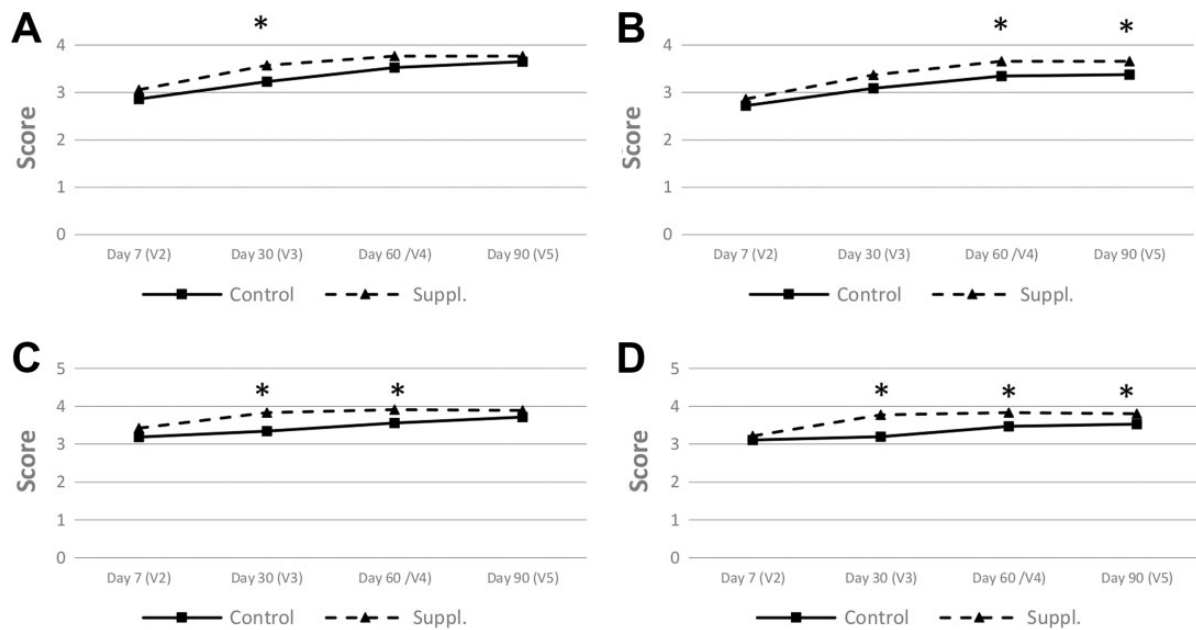 A
*
4
3
2
1
0
Score
Day 7 (V2) Day 30 (V3) Day 60 /V4) Day 90 (V5)
Control Suppl.
B
* *
4
3
2
1
0
Score
Day 7 (V2) Day 30 (V3) Day 60 /V4) Day 90 (V5)
Control Suppl.
C
* *
5
4
3
2
1
0
Score
Day 7 (V2) Day 30 (V3) Day 60 /V4) Day 90 (V5)
Control Suppl.
D
* * *
5
4
3
2
1
0
Score
Day 7 (V2) Day 30 (V3) Day 60 /V4) Day 90 (V5)
Control Suppl.